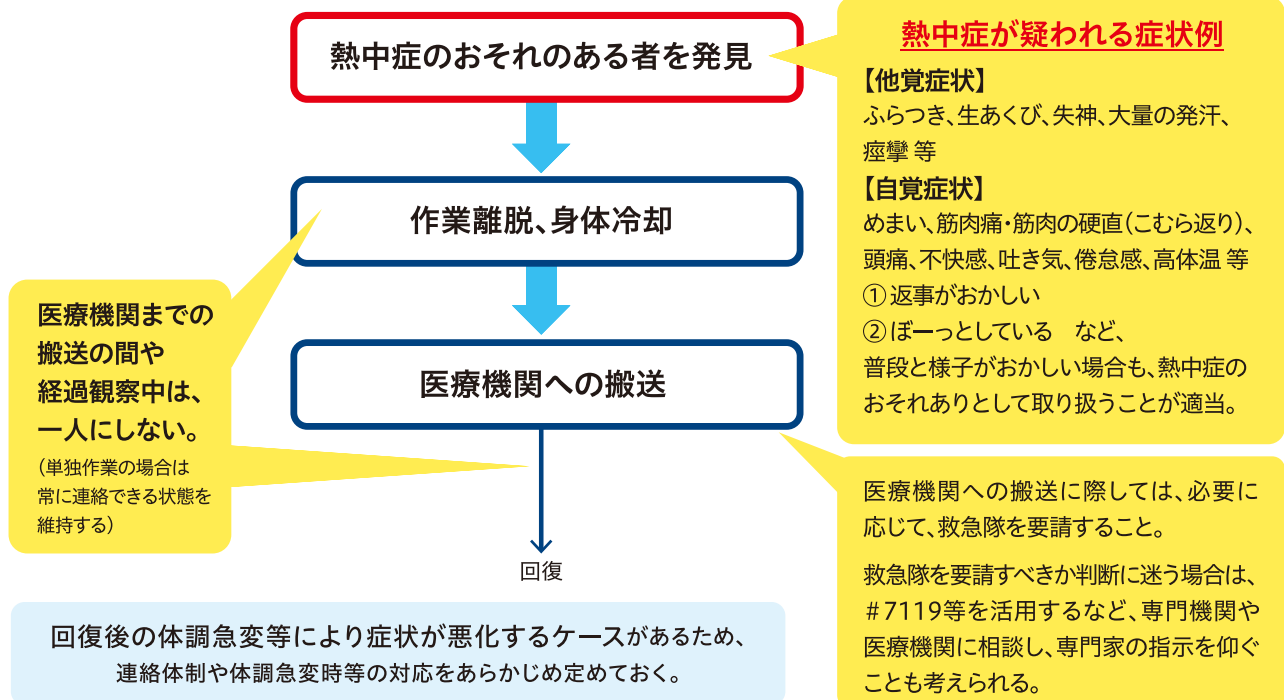 熱中症のおそれのある者を発見
作業離脱、身体冷却
医療機関への搬送
回復
医療機関までの
搬送の間や
経過観察中は、
一人にしない。
(単独作業の場合は
常に連絡できる状態を
維持する)
熱中症が疑われる症状例
【他覚症状】
ふらつき、生あくび、失神、大量の発汗、
痙攣 等
【自覚症状】
めまい、筋肉痛・筋肉の硬直(こむら返り)、
頭痛、不快感、吐き気、倦怠感、高体温 等
①返事がおかしい
②ぼーっとしている　など、
普段と様子がおかしい場合も、熱中症の
おそれありとして取り扱うことが適当。
医療機関への搬送に際しては、必要に
応じて、救急隊を要請すること。
救急隊を要請すべきか判断に迷う場合は、
#7119等を活用するなど、専門機関や
医療機関に相談し、専門家の指示を仰ぐ
ことも考えられる。
回復後の体調急変等により症状が悪化するケースがあるため、
連絡体制や体調急変時等の対応をあらかじめ定めておく。